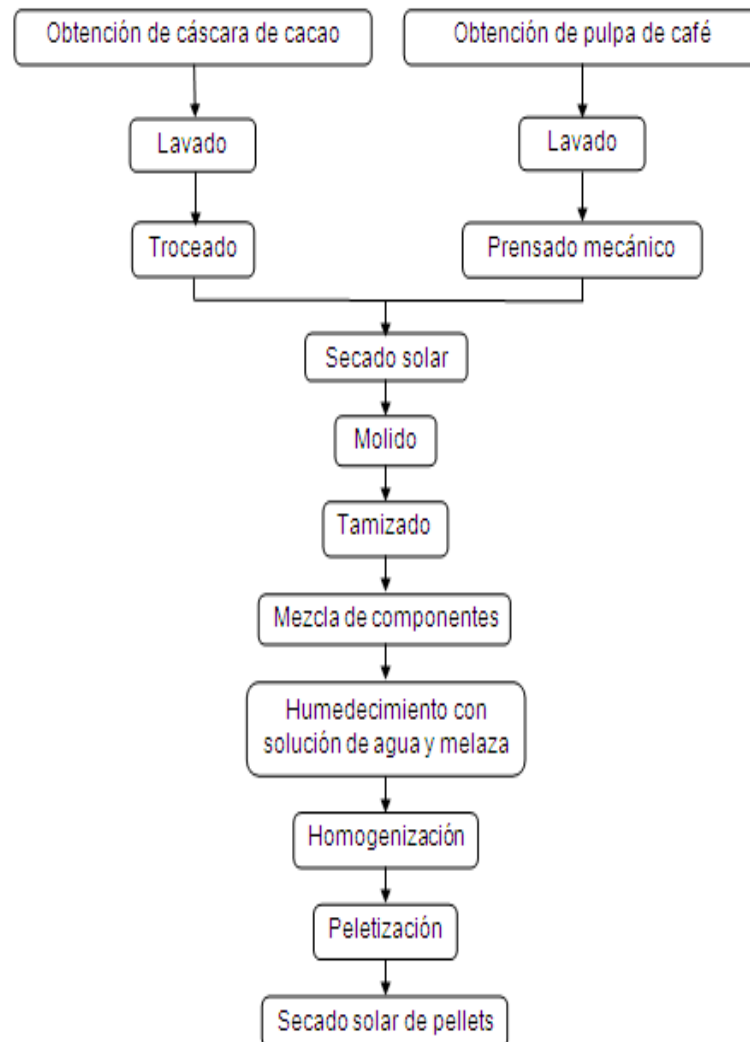 Obtención de cáscara de cacao
Obtención de pulpa de café
Lavado
Lavado
Troceado
Prensado mecánico
Secado solar
Molido
Tamizado
Mezcla de componentes
Humedecimiento con
solución de agua y melaza
Homogenización
Peletización
Secado solar de pellets